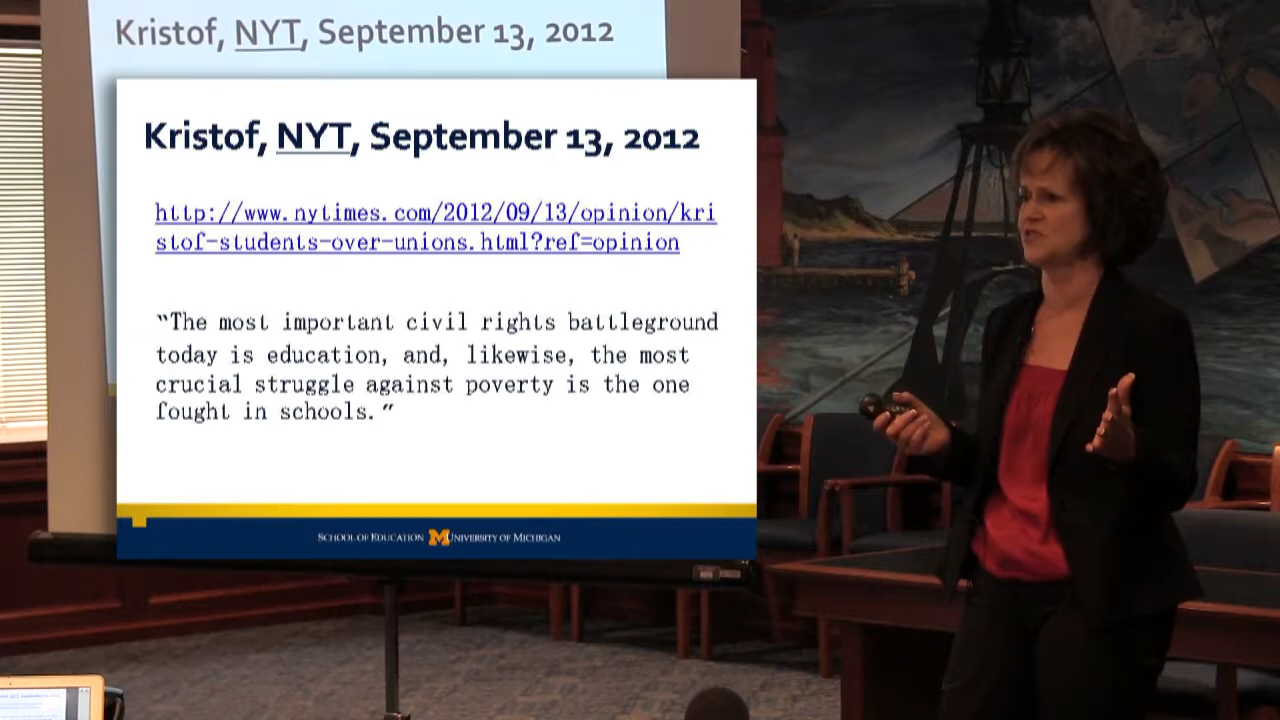 Kristof, NYT, September 13, 2012
Kristof, NYT, September 13, 2012
http://www.nytimes.com/2012/09/13/opinion/kri
stof-students-over-unions.html?ref=opinion
“The most important civil rights battleground
today is education, and, likewise, the most
crucial struggle against poverty is the one
fought in schools.”
SCHOOL OF EDUCATION M UNIVERSITY OF MICHIGAN